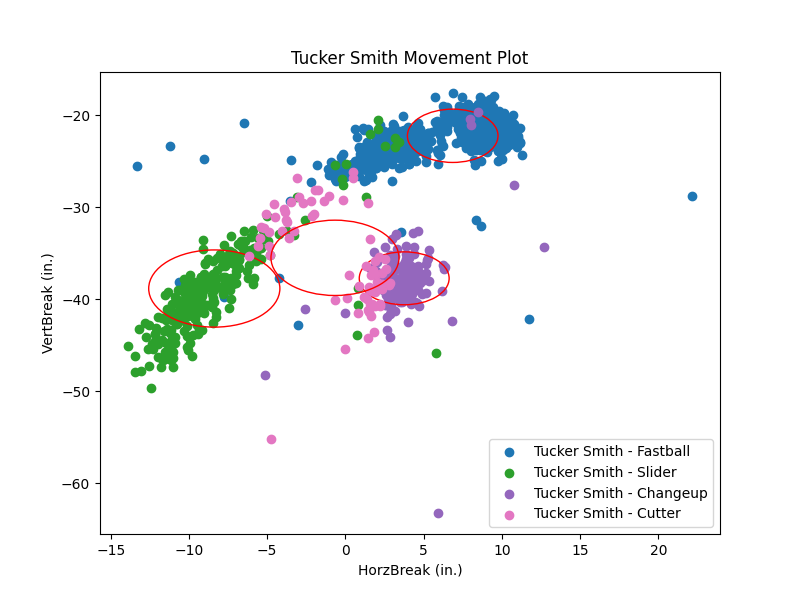 Tucker Smith Movement Plot
VertBreak (in.)
−20
−30
−40
−50
−60
Tucker Smith - Fastball
Tucker Smith - Slider
Tucker Smith - Changeup
Tucker Smith - Cutter
−15 −10 −5 0 5 10 15 20
HorzBreak (in.)